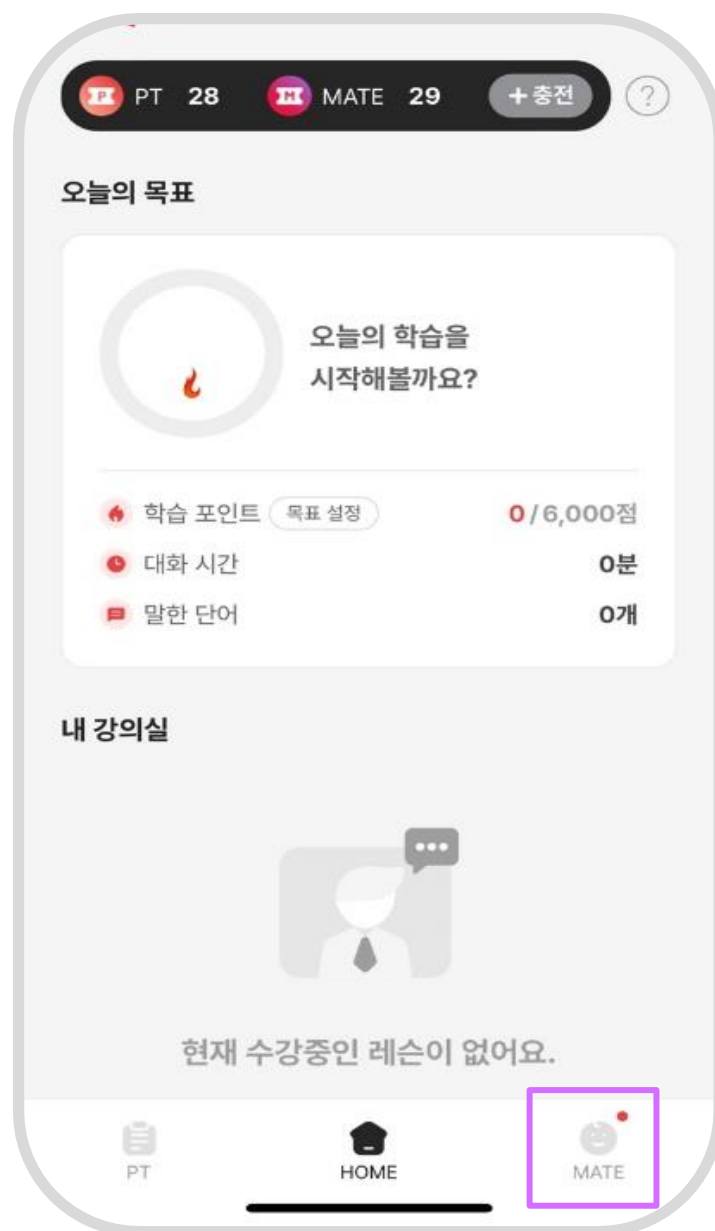 PT 28 MATE 29 +충전 ?
오늘의 목표
오늘의 학습을
시작해볼까요?
학습 포인트 목표 설정 0/6,000점
대화 시간 0분
말한 단어 0개
내 강의실
현재 수강중인 레슨이 없어요.
PT HOME MATE